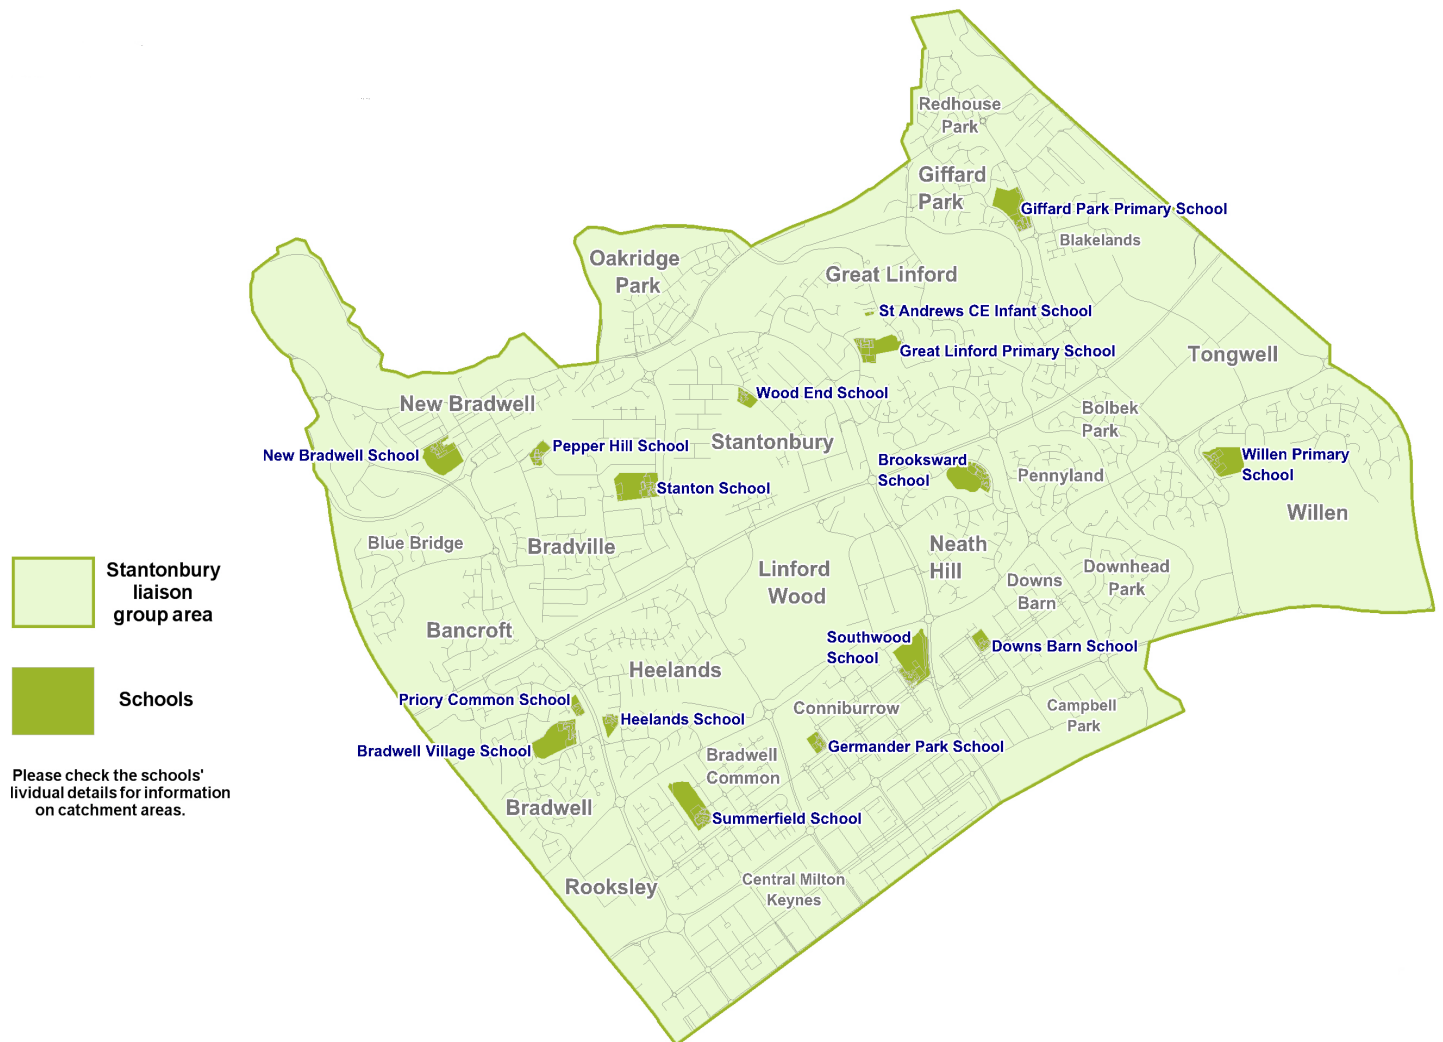 Redhouse
Park
Giffard
Park
Giffard Park Primary School
Blakelands
Oakridge
Park
Great Linford
St Andrews CE Infant School
Great Linford Primary School
Tongwell
Wood End School
New Bradwell
Bolbek
Park
Stantonbury
Pepper Hill School
New Bradwell School
Brooksward
School
Willen Primary
School
Pennyland
Stanton School
Willen
Blue Bridge
Bradville
Neath
Hill
Linford
Wood
Downs
Barn
Downhead
Park
Stantonbury
liaison
group area
Bancroft
Southwood
School
Downs Barn School
Heelands
Schools
Priory Common School
Conniburrow
Campbell
Park
Heelands School
Bradwell Village School
Germander Park School
Bradwell
Common
Please check the schools'
lividual details for information
on catchment areas.
Bradwell
Summerfield School
Rooksley
Central Milton
Keynes